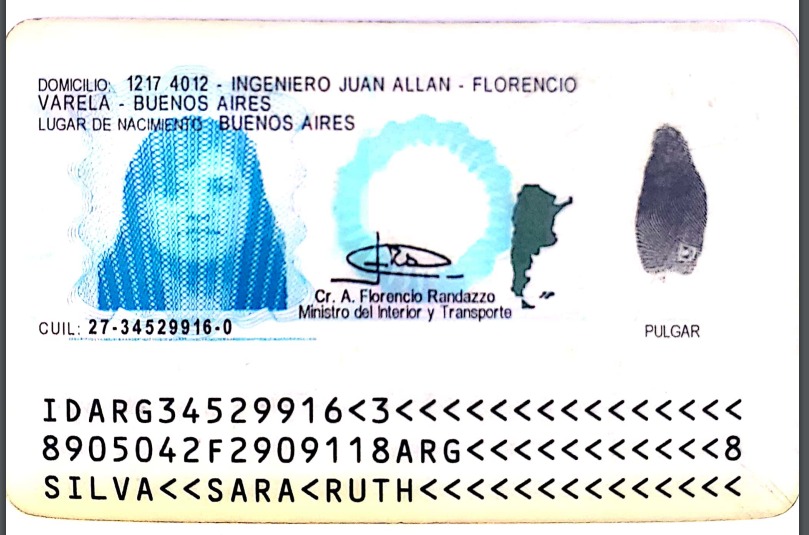 DOMICILIO: 1217 4012 - INGENIERO JUAN ALLAN - FLORENCIO
VARELA - BUENOS AIRES
LUGAR DE NACIMIENTO: BUENOS AIRES
Cr. A. Florencio Randazzo
Ministro del Interior y Transporte
CUIL: 27-34529916-0
PULGAR
IDARG34529916<3<<<<<<<<<<<<<<<
8905042F2909118ARG<<<<<<<<<<<8
SILVA<<SARA<RUTH<<<<<<<<<<<<<<